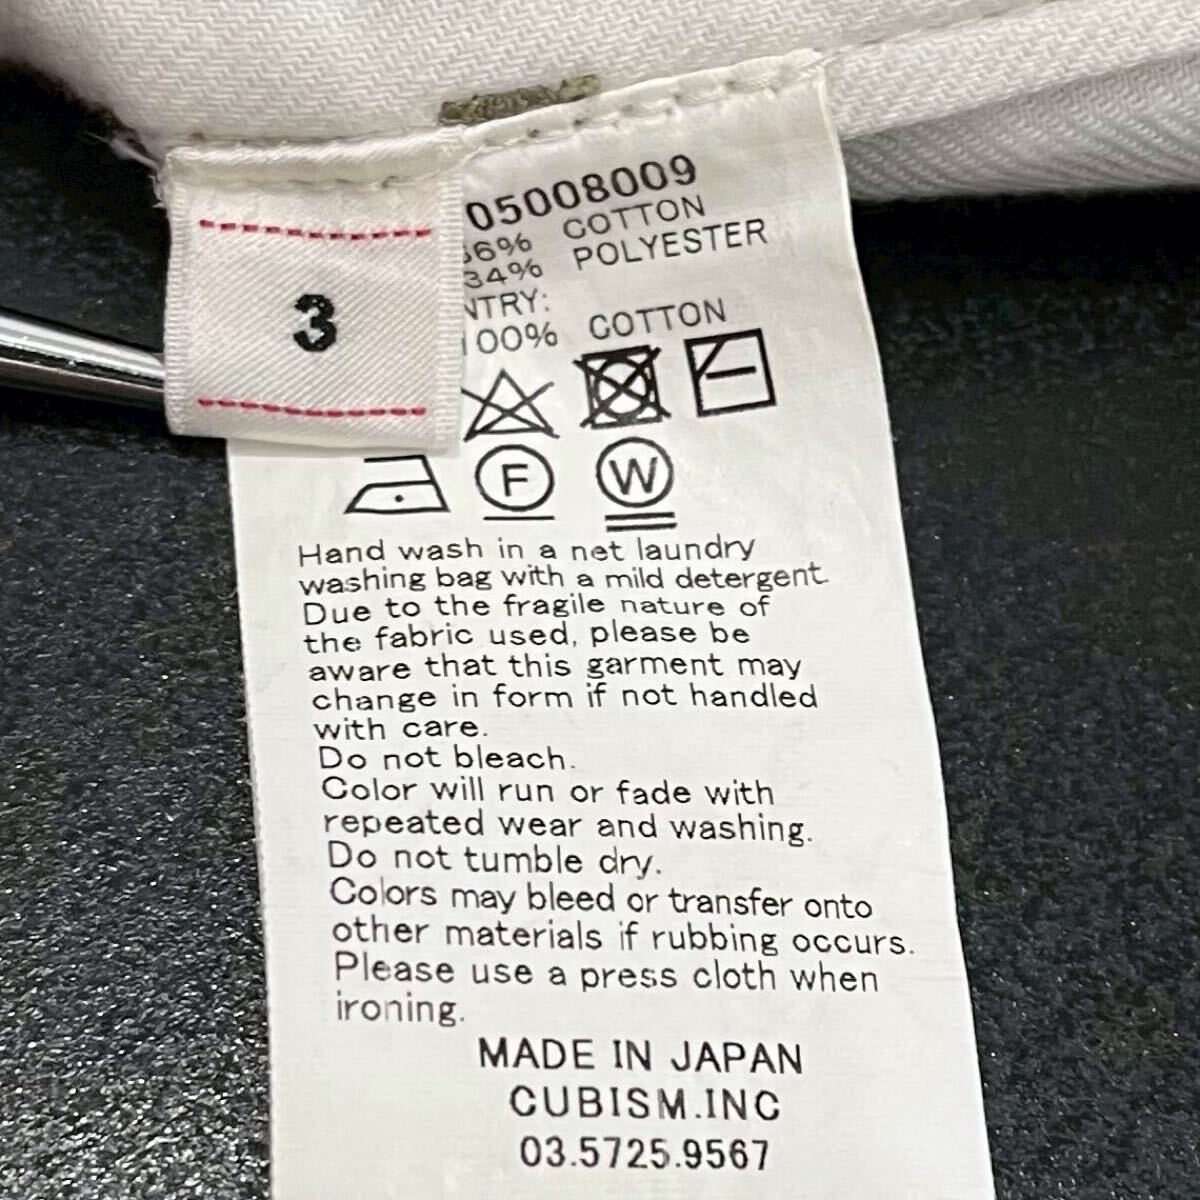 3
05008009
66% COTTON
34% POLYESTER
NTRY:
100% COTTON
F
W
Hand wash in a net laundry
washing bag with a mild detergent.
Due to the fragile nature of
the fabric used, please be
aware that this garment may
change in form if not handled
with care.
Do not bleach.
Color will run or fade with
repeated wear and washing.
Do not tumble dry.
Colors may bleed or transfer onto
other materials if rubbing occurs.
Please use a press cloth when
ironing.
MADE IN JAPAN
CUBISM.INC
03.5725.9567